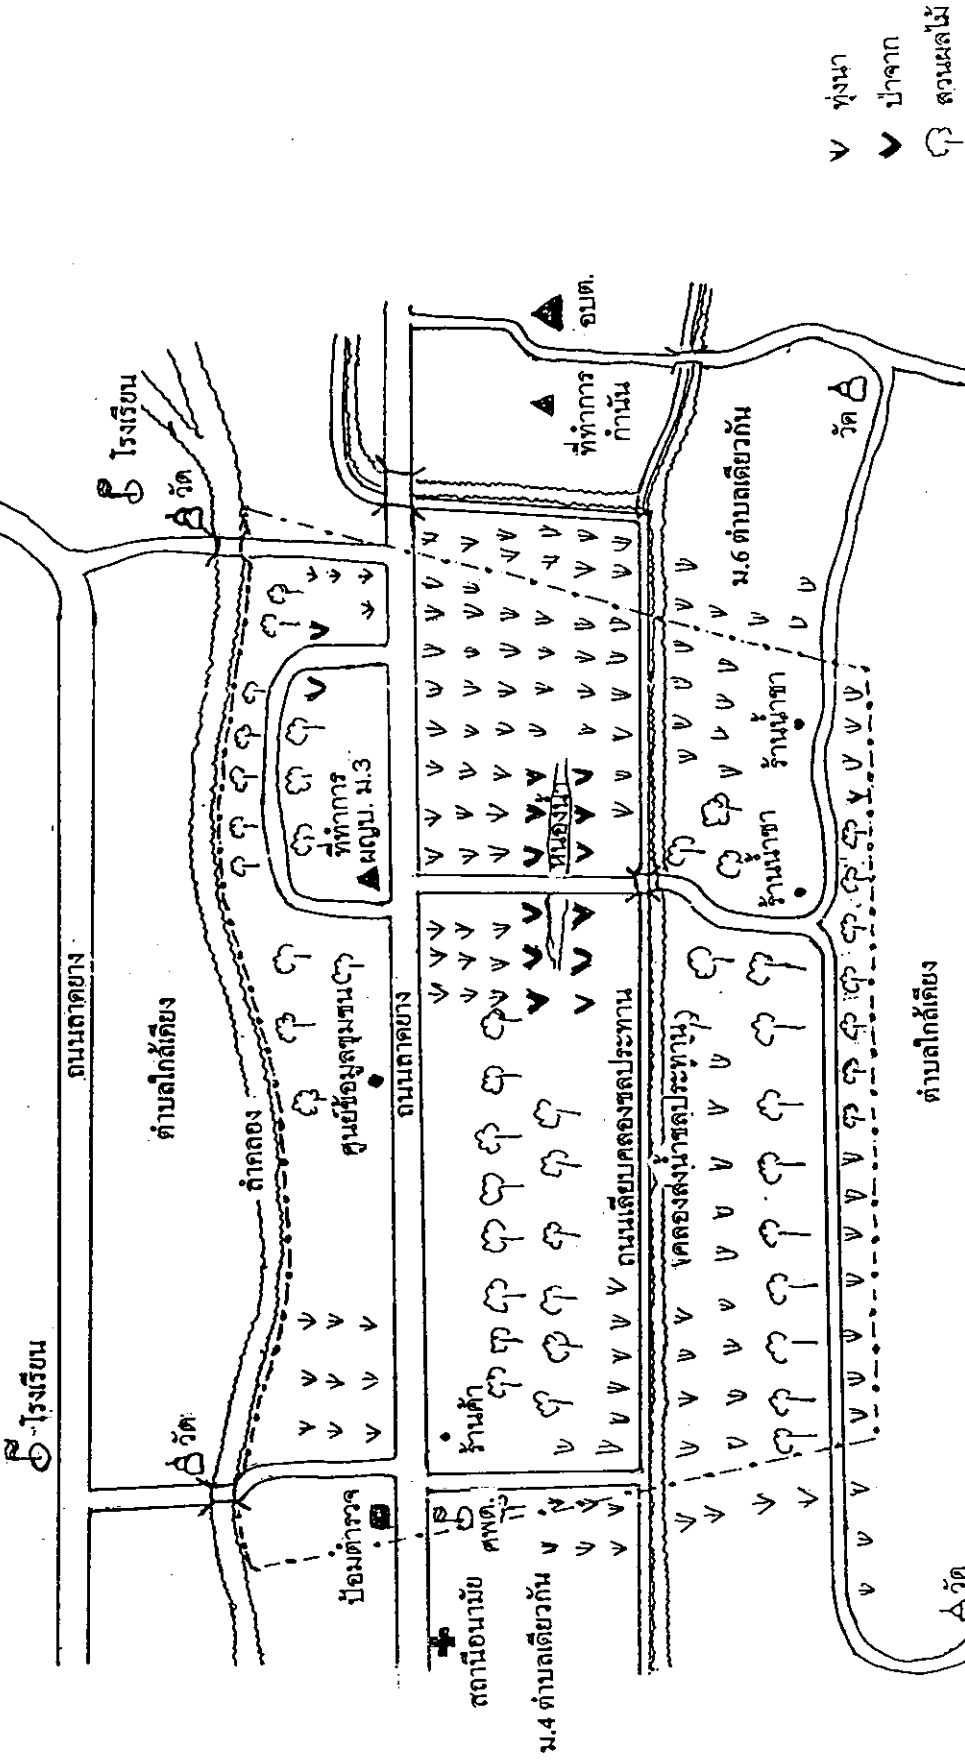 โรงเรียน
ถนนลาดยาง
ตำบลใกล้เคียง
โรงเรียน
วัด
วัด
ลำคลอง
ป้อมตำรวจ
ศูนย์ข้อมูลชุมชน
ที่ทำการ
ผญบ. ม.3
ถนนลาดยาง
สถานีอนามัย
ศพด.
ร้านค้า
ม.4 ตำบลเดียวกัน
หนองน้ำ
ที่ทำการ
กำนัน
อบต.
ถนนเลียบคลองชลประทาน
คลองส่งน้ำชลประทาน
ม.6 ตำบลเดียวกัน
ร้านน้ำชา
ร้านน้ำชา
วัด
วัด
ตำบลใกล้เคียง
ทุ่งนา
ป่าจาก
สวนผลไม้